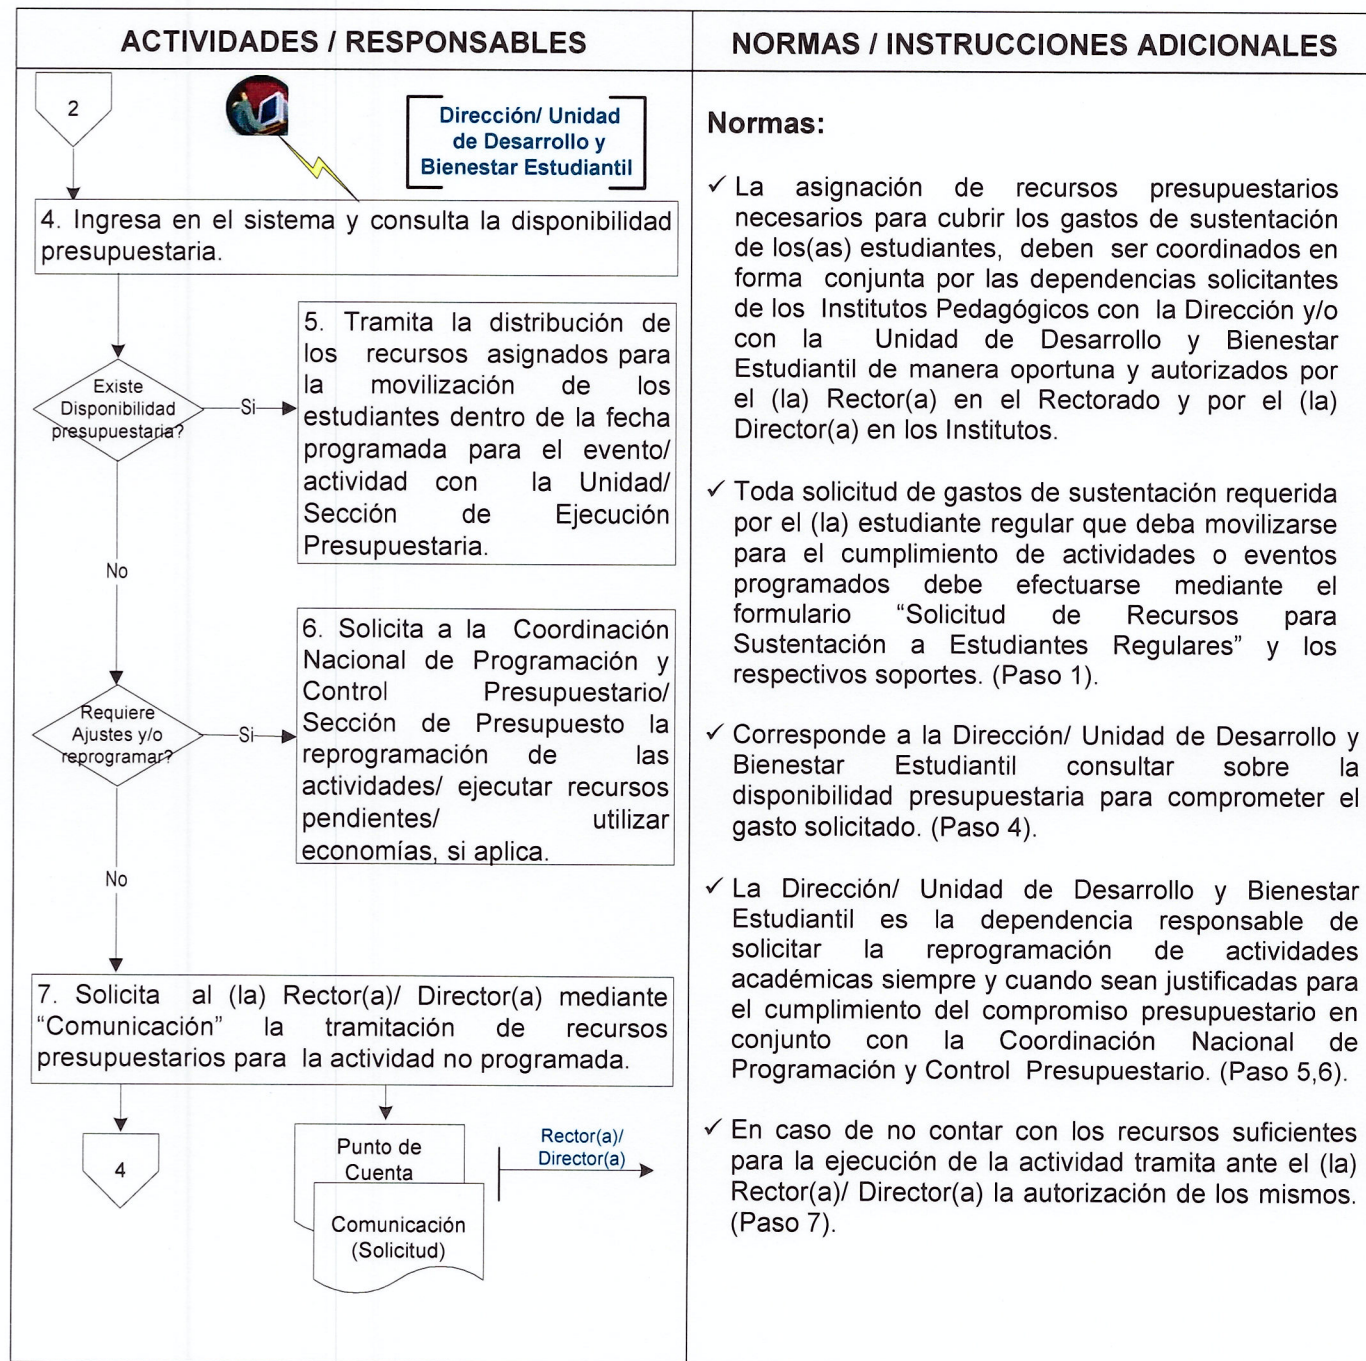 ACTIVIDADES / RESPONSABLES
NORMAS / INSTRUCCIONES ADICIONALES
2
Dirección/ Unidad
de Desarrollo y
Bienestar Estudiantil
4. Ingresa en el sistema y consulta la disponibilidad
presupuestaria.
Existe
Disponibilidad
presupuestaria?
Si
5. Tramita la distribución de
los recursos asignados para
la movilización de los
estudiantes dentro de la fecha
programada para el evento/
actividad con la Unidad/
Sección de Ejecución
Presupuestaria.
No
Requiere
Ajustes y/o
reprogramar?
Si
6. Solicita a la Coordinación
Nacional de Programación y
Control Presupuestario/
Sección de Presupuesto la
reprogramación de las
actividades/ ejecutar recursos
pendientes/ utilizar
economías, si aplica.
No
7. Solicita al (la) Rector(a)/ Director(a) mediante
“Comunicación” la tramitación de recursos
presupuestarios para la actividad no programada.
4
Punto de
Cuenta
Comunicación
(Solicitud)
Rector(a)/
Director(a)
Normas:
✓ La asignación de recursos presupuestarios
necesarios para cubrir los gastos de sustentación
de los(as) estudiantes, deben ser coordinados en
forma conjunta por las dependencias solicitantes
de los Institutos Pedagógicos con la Dirección y/o
con la Unidad de Desarrollo y Bienestar
Estudiantil de manera oportuna y autorizados por
el (la) Rector(a) en el Rectorado y por el (la)
Director(a) en los Institutos.
✓ Toda solicitud de gastos de sustentación requerida
por el (la) estudiante regular que deba movilizarse
para el cumplimiento de actividades o eventos
programados debe efectuarse mediante el
formulario “Solicitud de Recursos para
Sustentación a Estudiantes Regulares” y los
respectivos soportes. (Paso 1).
✓ Corresponde a la Dirección/ Unidad de Desarrollo y
Bienestar Estudiantil consultar sobre la
disponibilidad presupuestaria para comprometer el
gasto solicitado. (Paso 4).
✓ La Dirección/ Unidad de Desarrollo y Bienestar
Estudiantil es la dependencia responsable de
solicitar la reprogramación de actividades
académicas siempre y cuando sean justificadas para
el cumplimiento del compromiso presupuestario en
conjunto con la Coordinación Nacional de
Programación y Control Presupuestario. (Paso 5,6).
✓ En caso de no contar con los recursos suficientes
para la ejecución de la actividad tramita ante el (la)
Rector(a)/ Director(a) la autorización de los mismos.
(Paso 7).